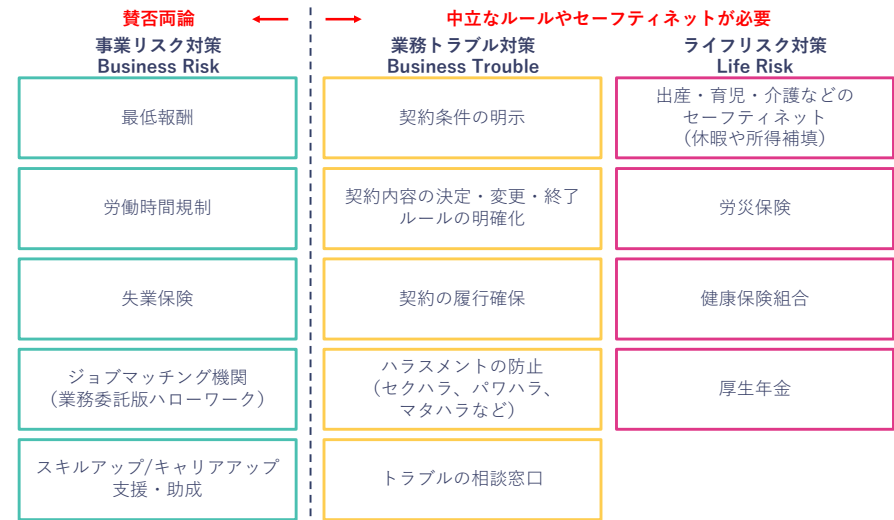 賛否両論
中立なルールやセーフティネットが必要
事業リスク対策
Business Risk
最低報酬
労働時間規制
失業保険
ジョブマッチング機関
（業務委託版ハローワーク）
スキルアップ/キャリアアップ
支援・助成
業務トラブル対策
Business Trouble
契約条件の明示
契約内容の決定・変更・終了
ルールの明確化
契約の履行確保
ハラスメントの防止
（セクハラ、パワハラ、
マタハラなど）
トラブルの相談窓口
ライフリスク対策
Life Risk
出産・育児・介護などの
セーフティネット
（休暇や所得補填）
労災保険
健康保険組合
厚生年金